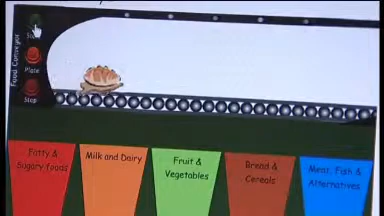 Food Conveyor
Plate
Stop
Fatty &
Sugary foods
Milk and Dairy
Fruit &
Vegetables
Bread &
Cereals
Meat, Fish &
Alternatives